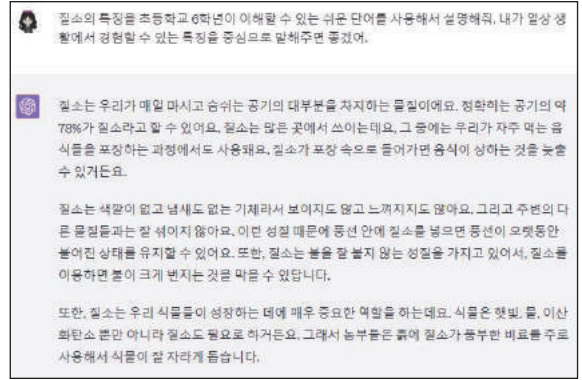 질소의 특징을 초등학교 6학년이 이해할 수 있는 쉬운 단어를 사용해서 설명해줘. 내가 일상 생
활에서 경험할 수 있는 특징을 중심으로 말해주면 좋겠어.
질소는 우리가 매일 마시고 숨쉬는 공기의 대부분을 차지하는 물질이에요. 정확히는 공기의 약
78%가 질소라고 할 수 있어요. 질소는 많은 곳에서 쓰이는데요, 그 중에는 우리가 자주 먹는 음
식들을 포장하는 과정에서도 사용돼요. 질소가 포장 속으로 들어가면 음식이 상하는 것을 늦출
수 있거든요.
질소는 색깔이 없고 냄새도 없는 기체라서 보이지도 않고 느껴지지도 않아요. 그리고 주변의 다
른 물질들과는 잘 섞이지 않아요. 이런 성질 때문에 풍선 안에 질소를 넣으면 풍선이 오랫동안
불어진 상태를 유지할 수 있어요. 또한, 질소는 불을 잘 붙지 않는 성질을 가지고 있어서, 질소를
이용하면 불이 크게 번지는 것을 막을 수 있답니다.
또한, 질소는 우리 식물들이 성장하는 데에 매우 중요한 역할을 하는데요. 식물은 햇빛, 물, 이산
화탄소 뿐만 아니라 질소도 필요로 하거든요. 그래서 농부들은 흙에 질소가 풍부한 비료를 주로
사용해서 식물이 잘 자라게 돕습니다.